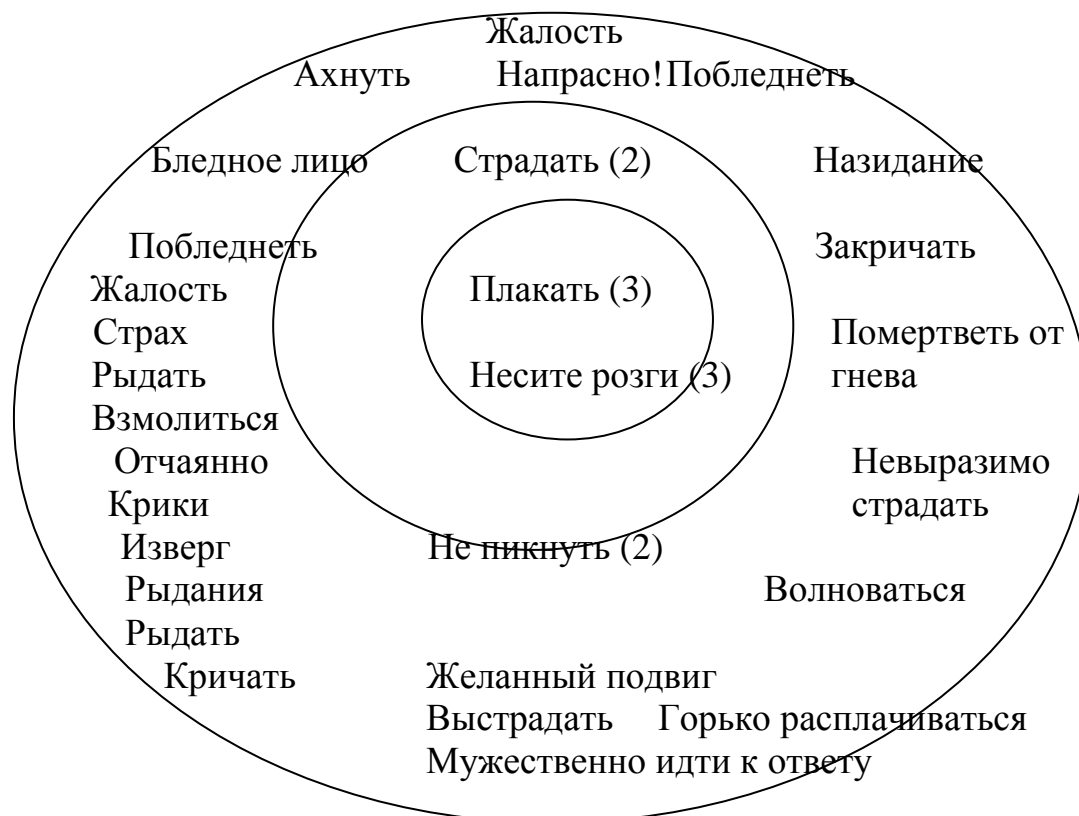 Жалость
Ахнуть Напрасно! Побледнеть
Бледное лицо Страдать (2) Назидание
Побледнеть Закричать
Жалость Плакать (3)
Страх Помертветь от
Рыдать Несите розги (3) гнева
Взмолиться
Отчаянно Невыразимо
Крики страдать
Изверг Не пикнуть (2)
Рыдания Волноваться
Рыдать
Кричать Желанный подвиг
Выстрадать Горько расплачиваться
Мужественно идти к ответу